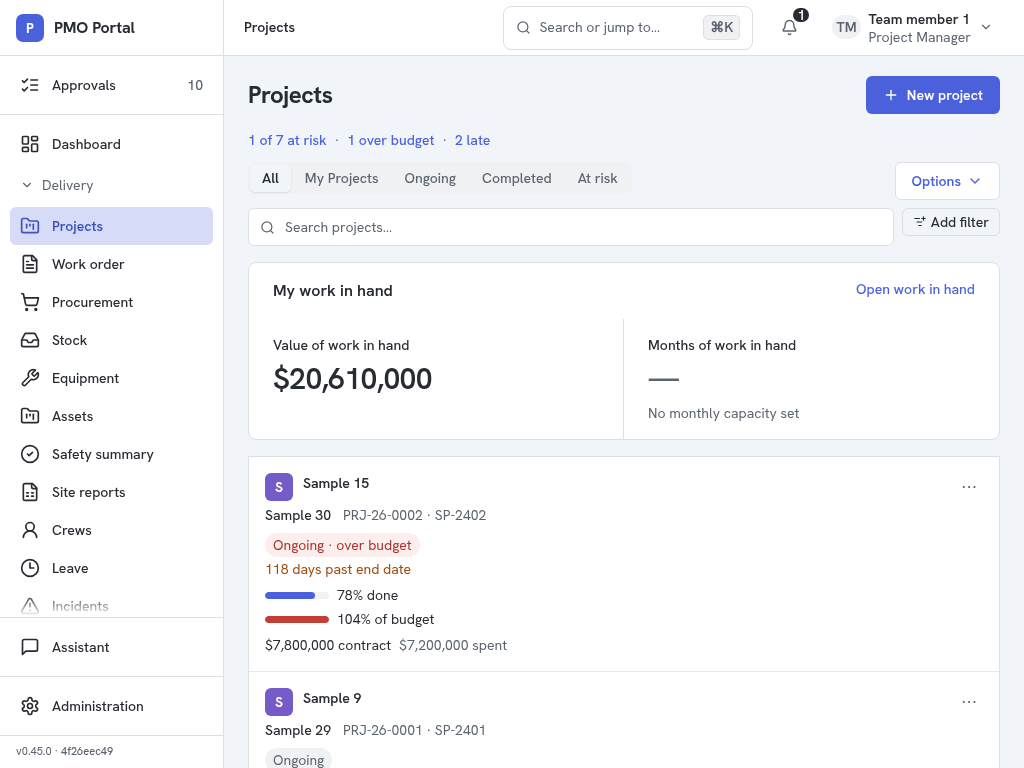 P PMO Portal
Projects
Search or jump to...
⌘K
1
TM
Team member 1
Project Manager
Approvals 10
Dashboard
Delivery
Projects
Work order
Procurement
Stock
Equipment
Assets
Safety summary
Site reports
Crews
Leave
Incidents
Assistant
Administration
v0.45.0 · 4f26eec49
Projects
New project
1 of 7 at risk · 1 over budget · 2 late
All My Projects Ongoing Completed At risk
Options
Search projects...
Add filter
My work in hand
Open work in hand
Value of work in hand
$20,610,000
Months of work in hand
—
No monthly capacity set
S Sample 15
Sample 30 PRJ-26-0002 · SP-2402
Ongoing · over budget
118 days past end date
78% done
104% of budget
$7,800,000 contract $7,200,000 spent
S Sample 9
Sample 29 PRJ-26-0001 · SP-2401
Ongoing